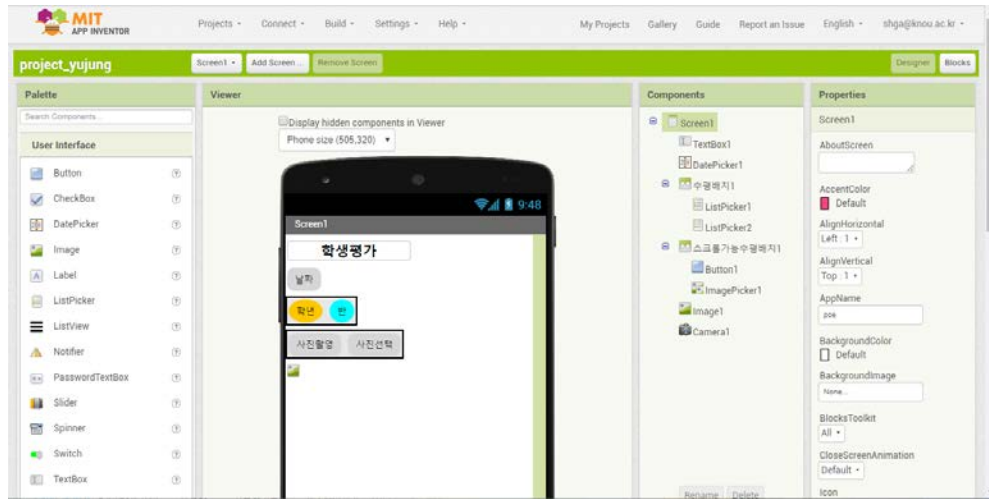 MIT
APP INVENTOR
Projects
Connect
Build
Settings
Help
My Projects
Gallery
Guide
Report an Issue
English
shga@knou.ac.kr
project_yujung
Screen1
Add Screen ...
Remove Screen
Designer
Blocks
Palette
Search Components...
User Interface
Button
CheckBox
DatePicker
Image
Label
ListPicker
ListView
Notifier
PasswordTextBox
Slider
Spinner
Switch
TextBox
Viewer
Display hidden components in Viewer
Phone size (505,320)
9:48
Screen1
학생평가
날짜
학년 반
사진촬영 사진선택
Components
Screen1
TextBox1
DatePicker1
수평배치1
ListPicker1
ListPicker2
스크롤가능수평배치1
Button1
ImagePicker1
Image1
Camera1
Rename Delete
Properties
Screen1
AboutScreen
AccentColor
Default
AlignHorizontal
Left : 1
AlignVertical
Top : 1
AppName
BackgroundColor
Default
BackgroundImage
None...
BlocksToolkit
All
CloseScreenAnimation
Default
Icon